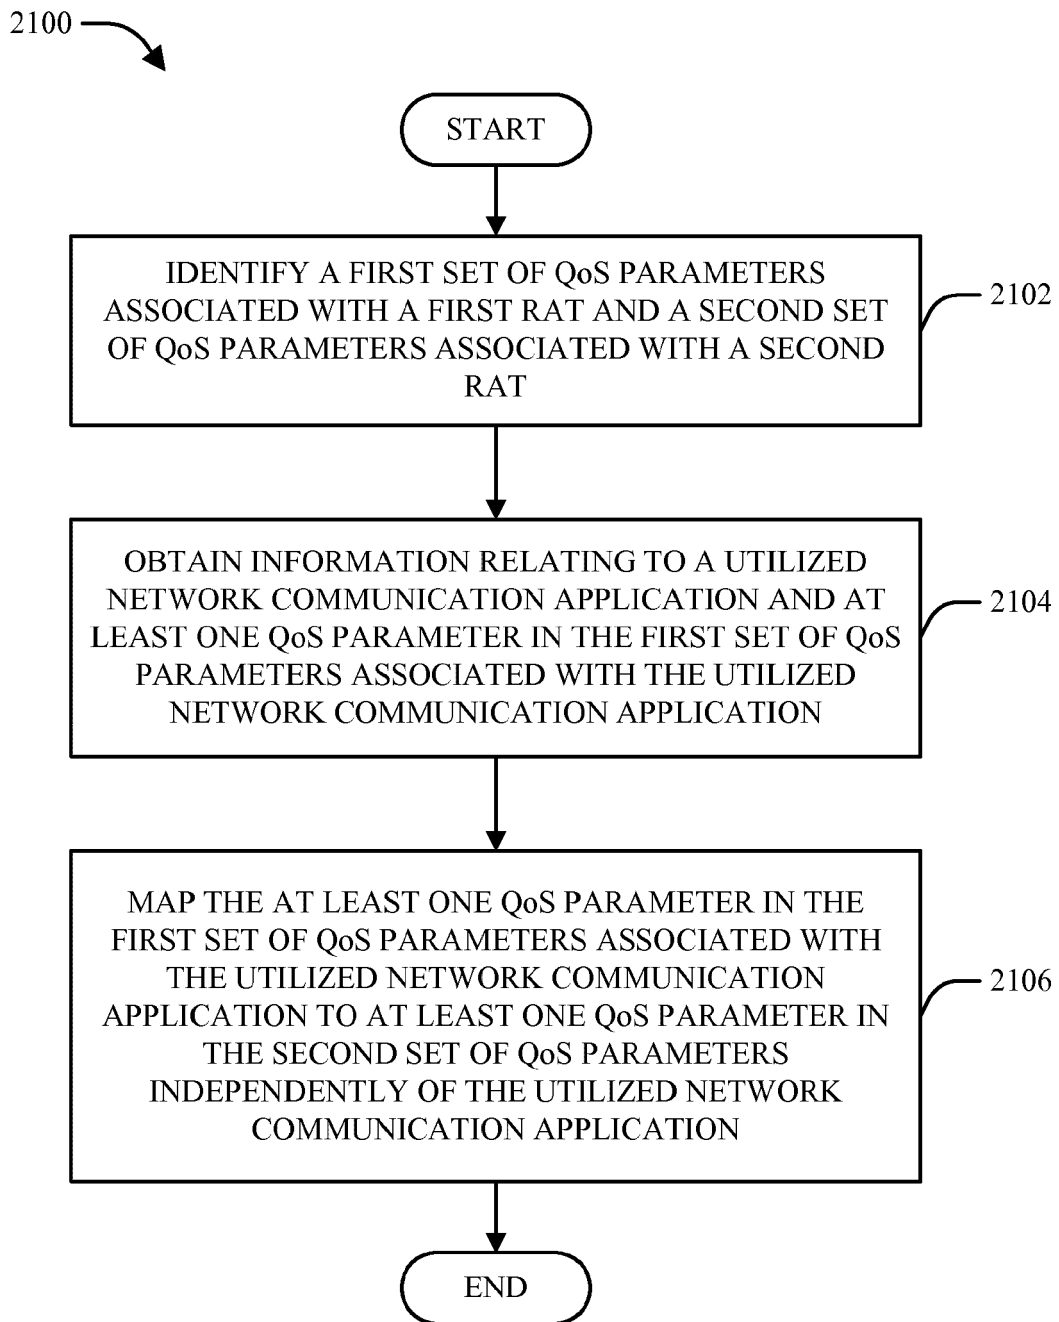 2100
START
IDENTIFY A FIRST SET OF QoS PARAMETERS
ASSOCIATED WITH A FIRST RAT AND A SECOND SET
OF QoS PARAMETERS ASSOCIATED WITH A SECOND
RAT
2102
OBTAIN INFORMATION RELATING TO A UTILIZED
NETWORK COMMUNICATION APPLICATION AND AT
LEAST ONE QoS PARAMETER IN THE FIRST SET OF QoS
PARAMETERS ASSOCIATED WITH THE UTILIZED
NETWORK COMMUNICATION APPLICATION
2104
MAP THE AT LEAST ONE QoS PARAMETER IN THE
FIRST SET OF QoS PARAMETERS ASSOCIATED WITH
THE UTILIZED NETWORK COMMUNICATION
APPLICATION TO AT LEAST ONE QoS PARAMETER IN
THE SECOND SET OF QoS PARAMETERS
INDEPENDENTLY OF THE UTILIZED NETWORK
COMMUNICATION APPLICATION
2106
END